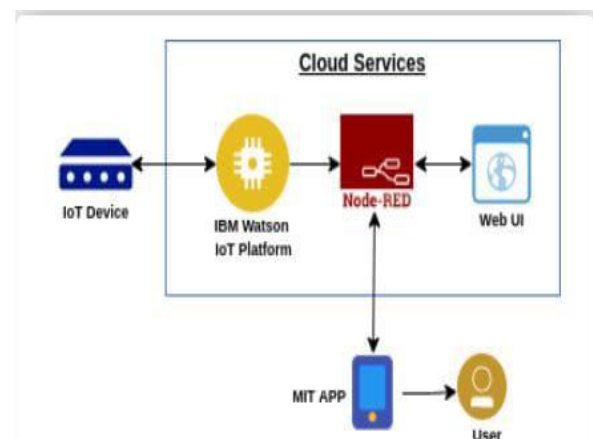 Cloud Services
IoT Device
IBM Watson
IoT Platform
Node-RED
Web UI
MIT APP
User